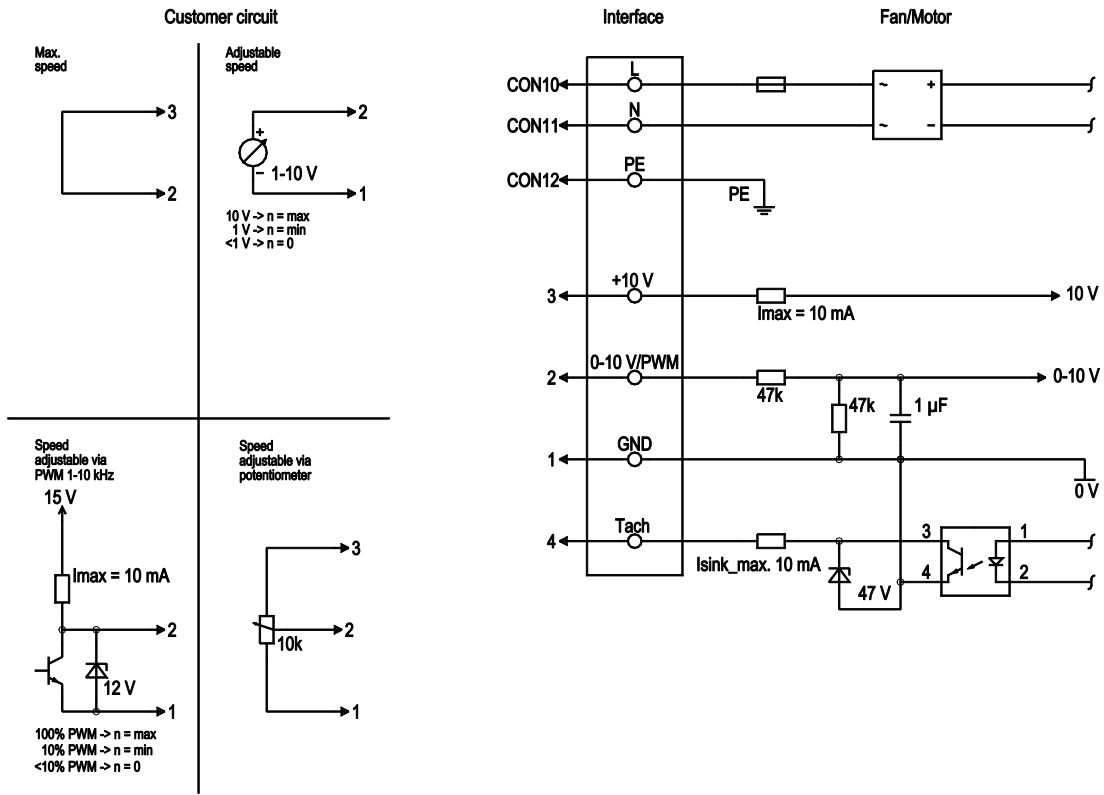 Customer circuit
Interface
Fan/Motor
Max.
speed
3
2
Adjustable
speed
2
+
–
1-10 V
1
10 V -> n = max
1 V -> n = min
<1 V -> n = 0
Speed
adjustable via
PWM 1-10 kHz
15 V
Imax = 10 mA
2
12 V
1
100% PWM -> n = max
10% PWM -> n = min
<10% PWM -> n = 0
Speed
adjustable via
potentiometer
3
2
10k
1
L
CON10
~ +
N
CON11
~ –
PE
CON12
PE
+10 V
3
10 V
Imax = 10 mA
0-10 V/PWM
2
0-10 V
47k
47k
1 µF
GND
1
0 V
Tach
4
Isink_max. 10 mA
47 V
3
4
1
2